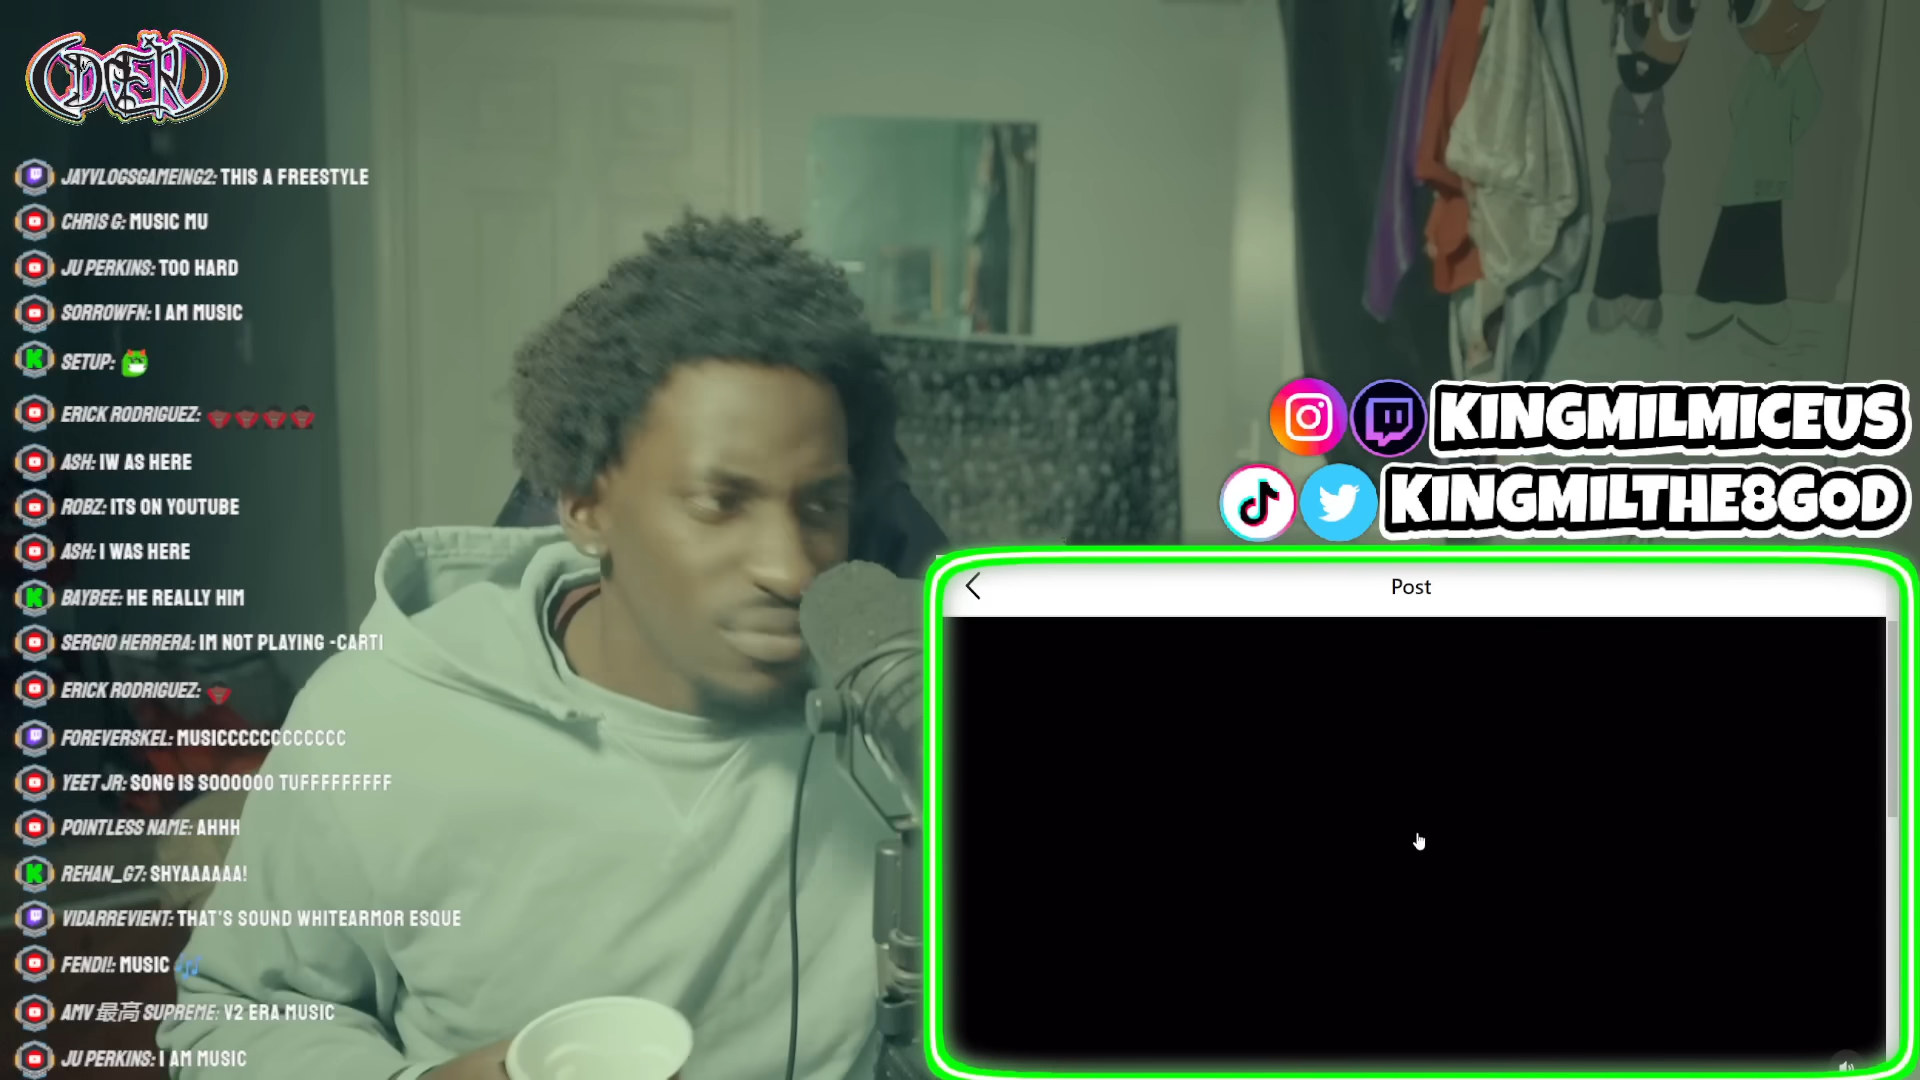 DER
JAYVLOGSGAMEING2: THIS A FREESTYLE
CHRIS G: MUSIC MU
JU PERKINS: TOO HARD
SORROWFN: I AM MUSIC
SETUP:
ERICK RODRIGUEZ:
ASH: IW AS HERE
ROBZ: ITS ON YOUTUBE
ASH: I WAS HERE
BAYBEE: HE REALLY HIM
SERGIO HERRERA: IM NOT PLAYING -CARTI
ERICK RODRIGUEZ:
FOREVERSKEL: MUSICCCCCCCCCCCC
YEET JR: SONG IS SOOOOOO TUFFFFFFFFF
POINTLESS NAME: AHHH
REHAN_G7: SHYAAAAAA!
VIDARREVIENT: THAT'S SOUND WHITEARMOR ESQUE
FENDI!: MUSIC
AMV 最高 SUPREME: V2 ERA MUSIC
JU PERKINS: I AM MUSIC
KINGMILMICEUS
KINGMILTHE8GOD
Post